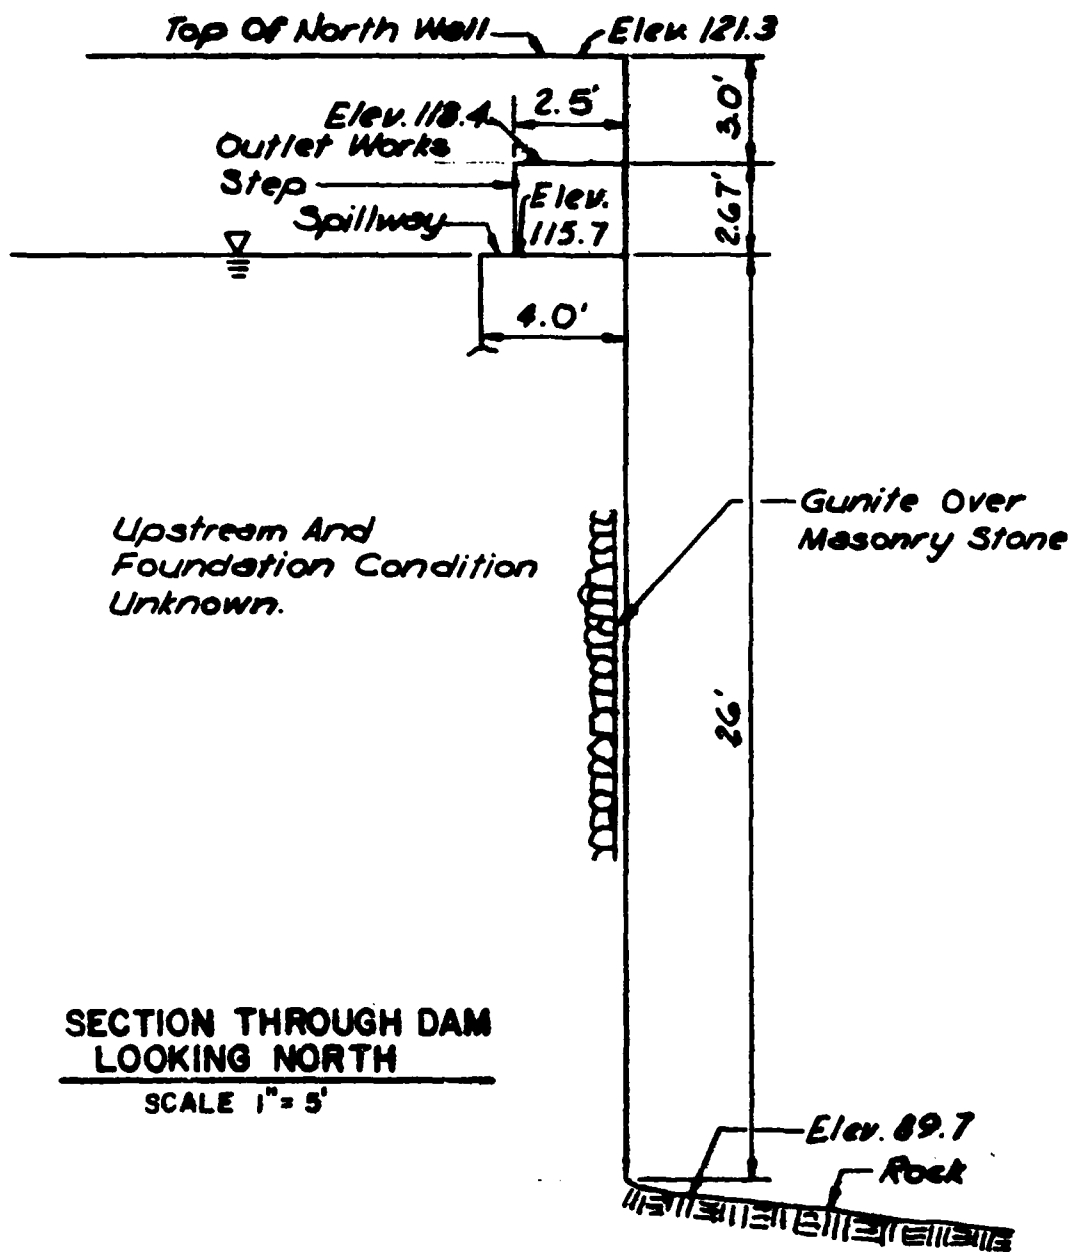 Top Of North Wall
Elev. 121.3
2.5'
3.0'
Elev. 118.4
Outlet Works
Step
Elev.
115.7
2.67'
Spillway
4.0'
Gunite Over
Masonry Stone
Upstream And
Foundation Condition
Unknown.
26'
SECTION THROUGH DAM
LOOKING NORTH
SCALE 1" = 5'
Elev. 89.7
Rock